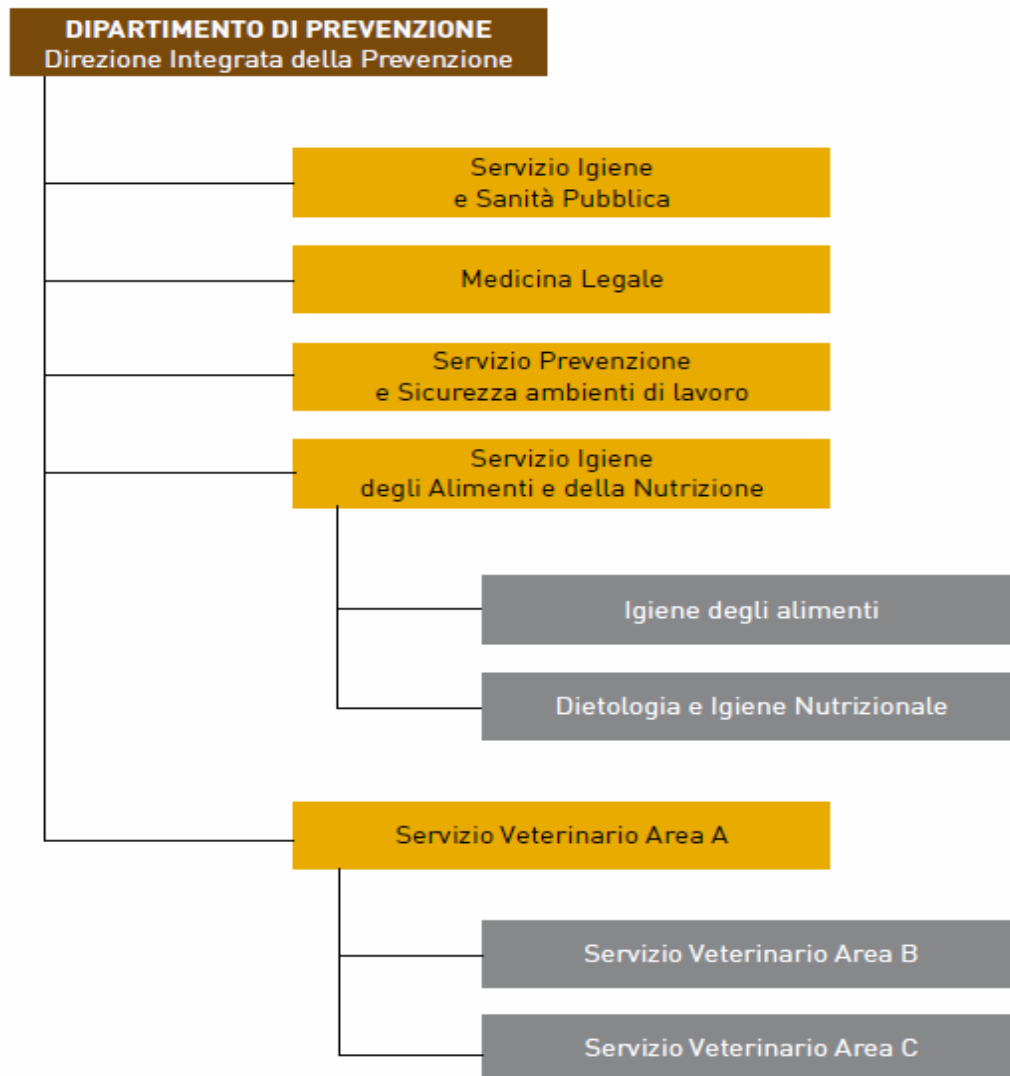 DIPARTIMENTO DI PREVENZIONE
Direzione Integrata della Prevenzione
Servizio Igiene
e Sanità Pubblica
Medicina Legale
Servizio Prevenzione
e Sicurezza ambienti di lavoro
Servizio Igiene
degli Alimenti e della Nutrizione
Igiene degli alimenti
Dietologia e Igiene Nutrizionale
Servizio Veterinario Area A
Servizio Veterinario Area B
Servizio Veterinario Area C